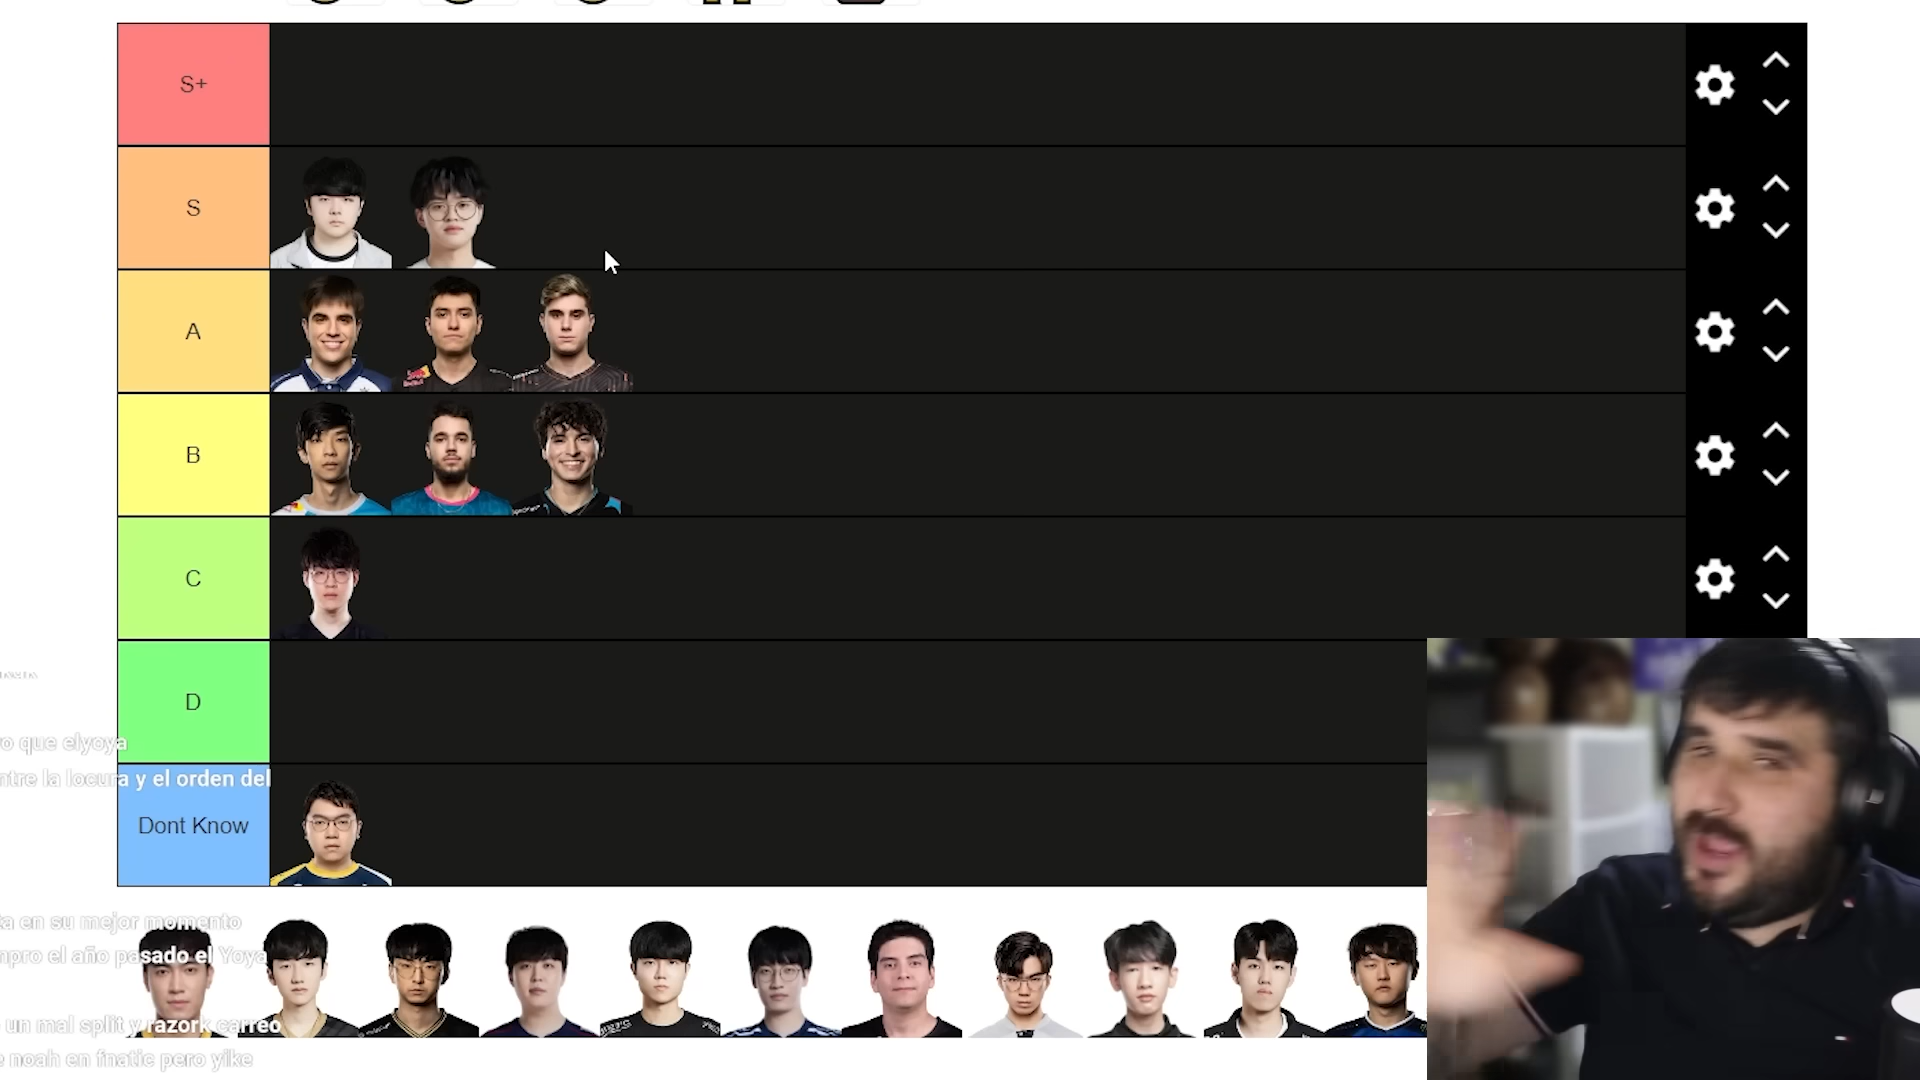 S+
S
A
B
C
D
Dont Know
o que elyoya
ntre la locura y el orden del
ta en su mejor momento
mpro el año pasado el Yoya
un mal split y razork carreo
e noah en fnatic pero yike